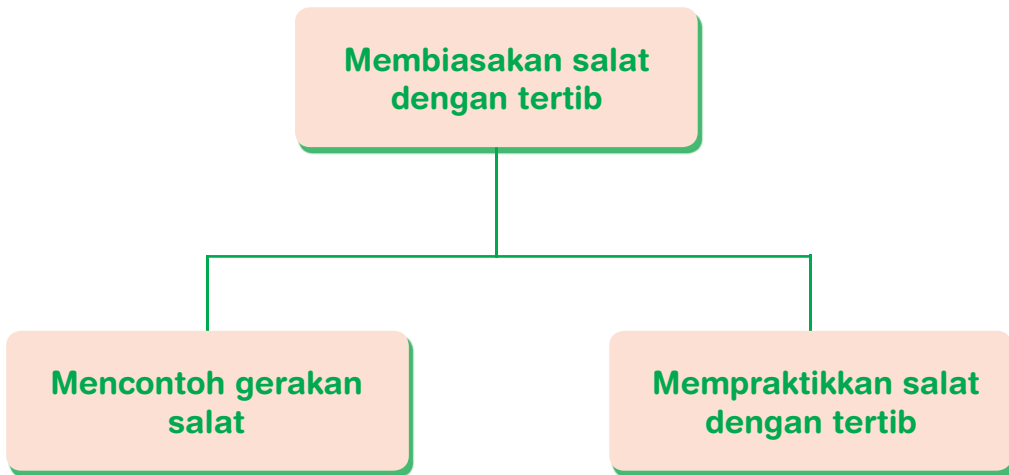 Membiasakan salat
dengan tertib
Mencontoh gerakan
salat
Mempraktikkan salat
dengan tertib